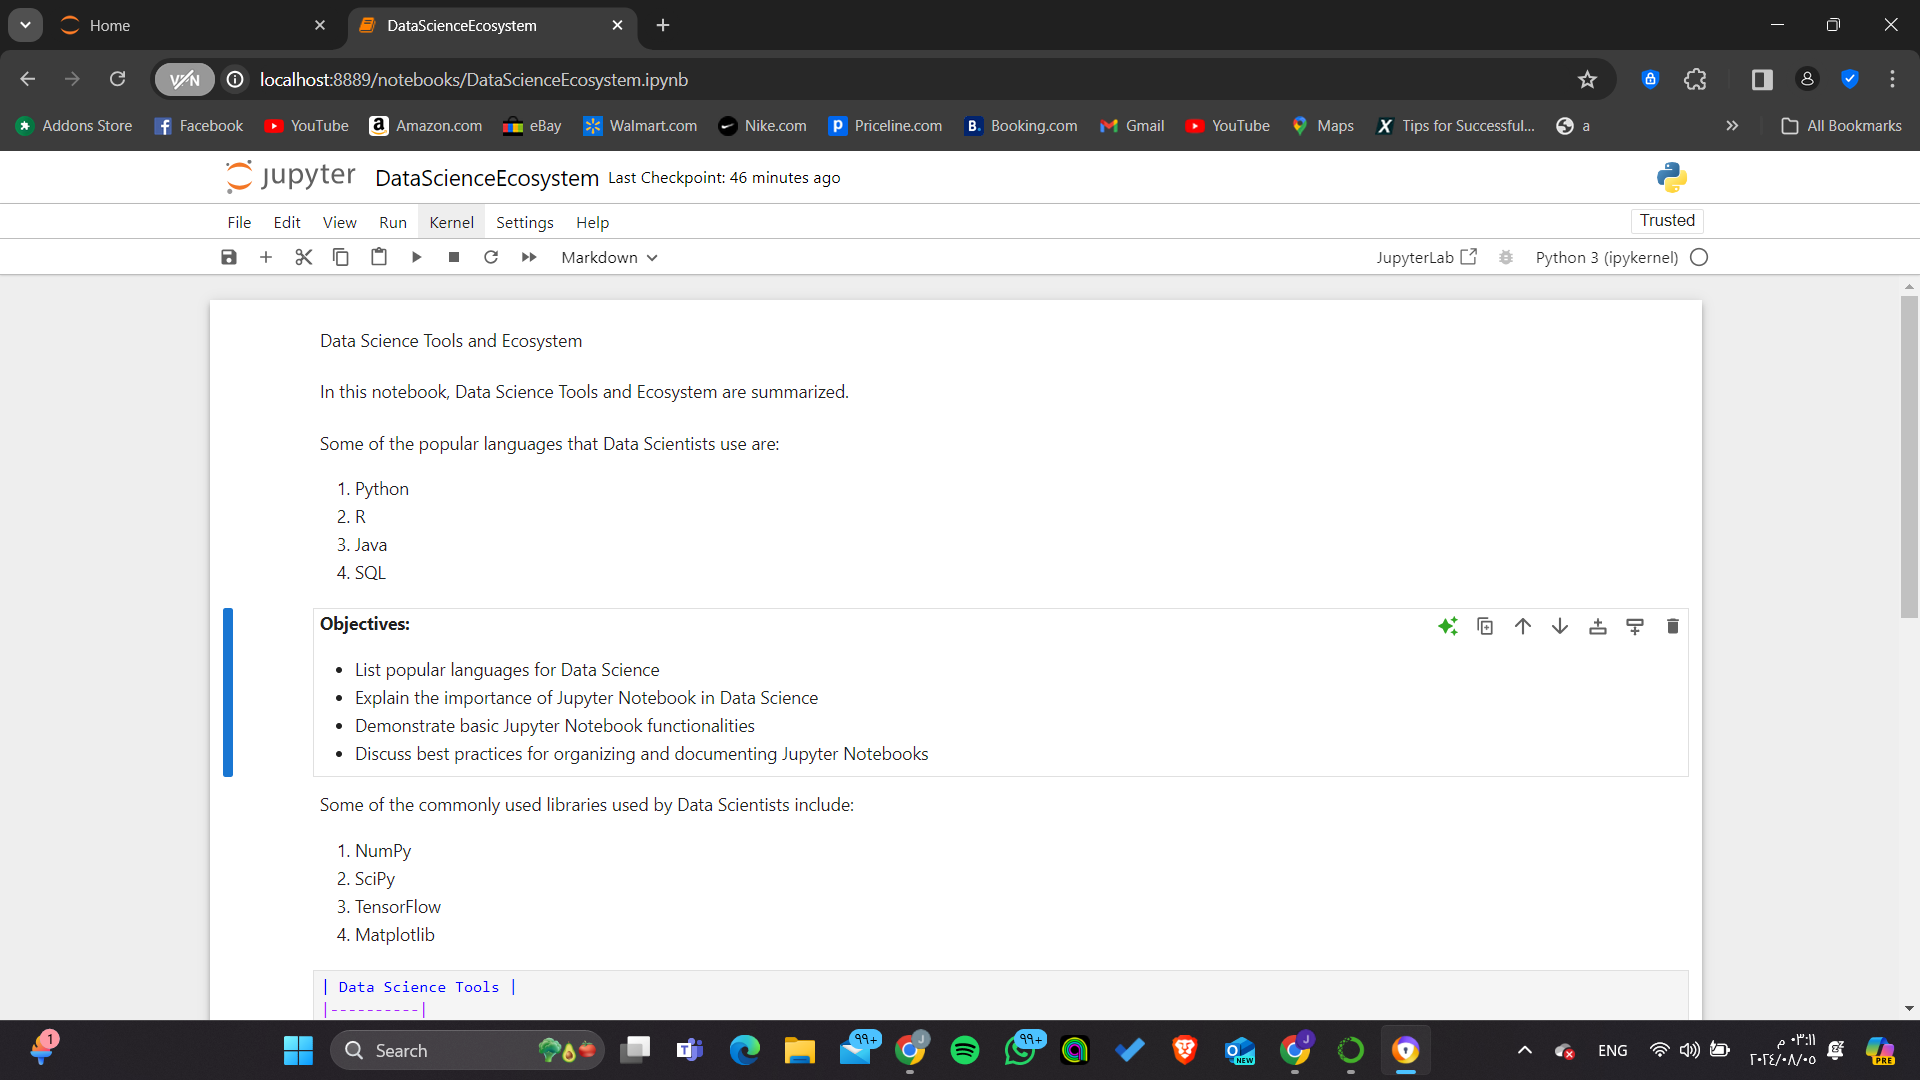 Home
DataScienceEcosystem
VPN
localhost:8889/notebooks/DataScienceEcosystem.ipynb
Addons Store
Facebook
YouTube
Amazon.com
eBay
Walmart.com
Nike.com
Priceline.com
Booking.com
Gmail
YouTube
Maps
Tips for Successful...
a
All Bookmarks
jupyter DataScienceEcosystem Last Checkpoint: 46 minutes ago
File Edit View Run Kernel Settings Help
Trusted
Markdown
JupyterLab
Python 3 (ipykernel)
Data Science Tools and Ecosystem
In this notebook, Data Science Tools and Ecosystem are summarized.
Some of the popular languages that Data Scientists use are:
1. Python
2. R
3. Java
4. SQL
Objectives:
• List popular languages for Data Science
• Explain the importance of Jupyter Notebook in Data Science
• Demonstrate basic Jupyter Notebook functionalities
• Discuss best practices for organizing and documenting Jupyter Notebooks
Some of the commonly used libraries used by Data Scientists include:
1. NumPy
2. SciPy
3. TensorFlow
4. Matplotlib
| Data Science Tools |
|----------|
1
Search
٩٩+
J
٩٩+
NEW
J
ENG
٠٣:١١ م
٢٠٢٤/٠٨/٠٥
PRE